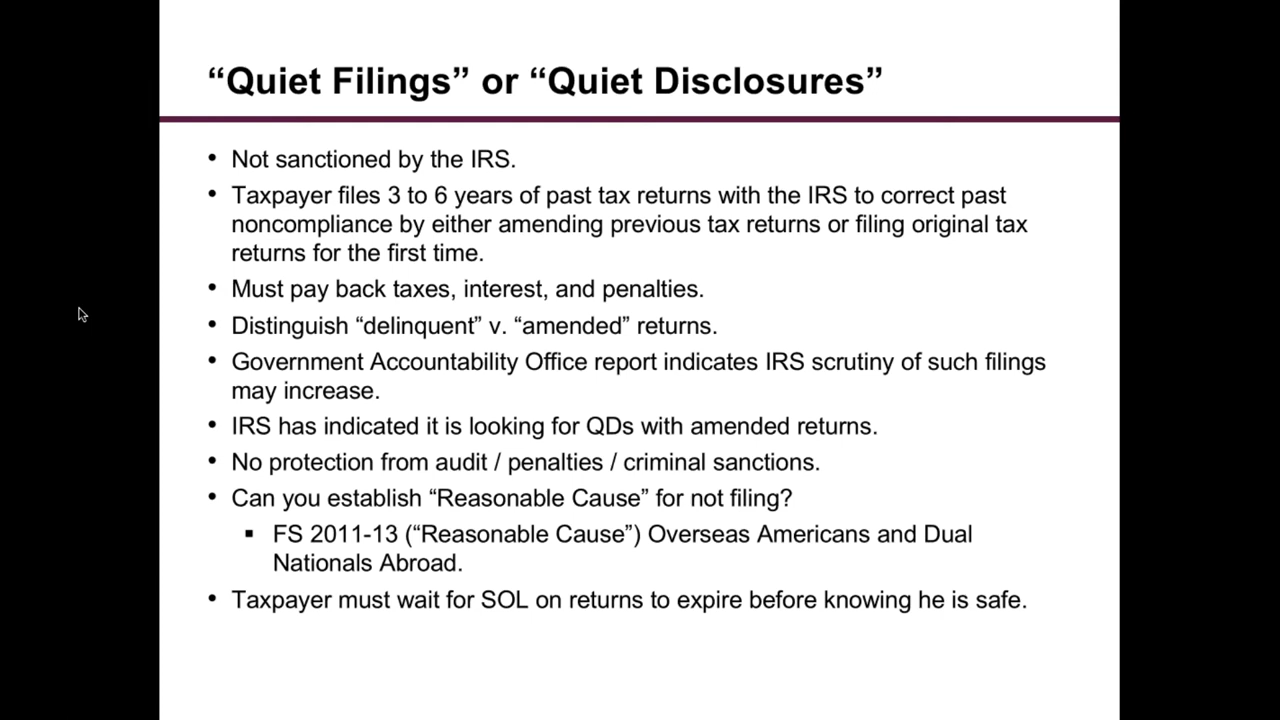 “Quiet Filings” or “Quiet Disclosures”
• Not sanctioned by the IRS.
• Taxpayer files 3 to 6 years of past tax returns with the IRS to correct past
noncompliance by either amending previous tax returns or filing original tax
returns for the first time.
• Must pay back taxes, interest, and penalties.
• Distinguish “delinquent” v. “amended” returns.
• Government Accountability Office report indicates IRS scrutiny of such filings
may increase.
• IRS has indicated it is looking for QDs with amended returns.
• No protection from audit / penalties / criminal sanctions.
• Can you establish “Reasonable Cause” for not filing?
▪ FS 2011-13 (“Reasonable Cause”) Overseas Americans and Dual
Nationals Abroad.
• Taxpayer must wait for SOL on returns to expire before knowing he is safe.